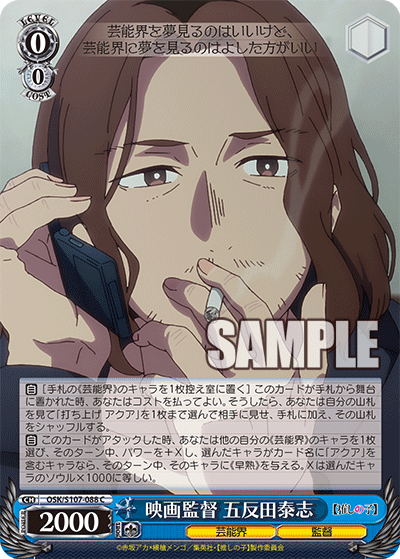 LEVEL
0
0
COST
芸能界を夢見るのはいいけど、
芸能界に夢を見るのはよした方がいい
SAMPLE
自 [手札の《芸能界》のキャラを1枚控え室に置く] このカードが手札から舞台
に置かれた時、あなたはコストを払ってよい。そうしたら、あなたは自分の山
札を見て「打ち上げ アクア」を1枚まで選んで相手に見せ、手札に加え、その山札
をシャッフルする。
自 このカードがアタックした時、あなたは他の自分の《芸能界》のキャラを1枚
選び、そのターン中、パワーを＋Xし、選んだキャラがカード名に「アクア」を
含むキャラなら、そのターン中、そのキャラに《早熟》を与える。Xは選んだキャ
ラのソウル×1000に等しい。
CH
OSK/S107-088 C
POWER
2000
映画監督 五反田泰志
【推しの子】
芸能界
監督
©赤坂アカ×横槍メンゴ／集英社・【推しの子】製作委員会